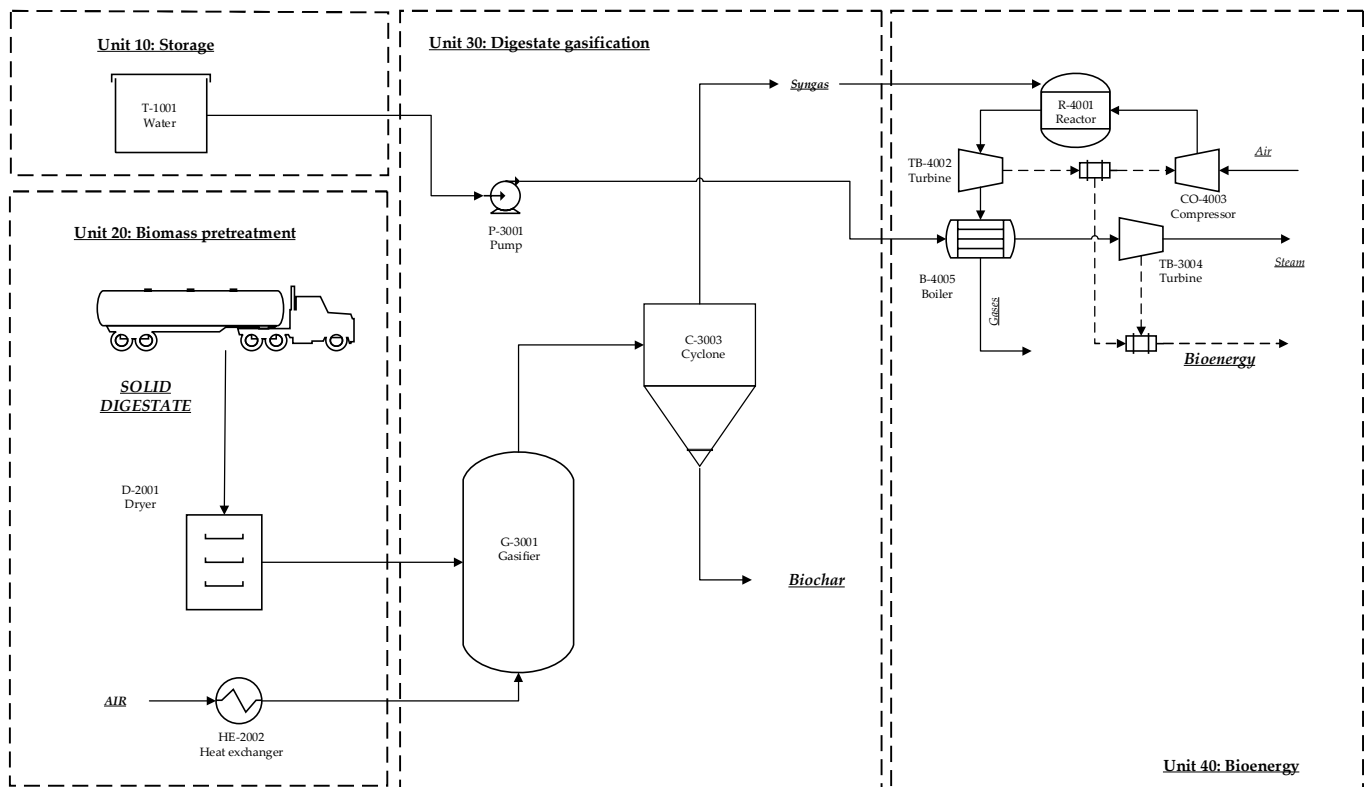 Unit 10: Storage
T-1001
Water
Unit 20: Biomass pretreatment
SOLID
DIGESTATE
D-2001
Dryer
AIR
HE-2002
Heat exchanger
Unit 30: Digestate gasification
Syngas
P-3001
Pump
C-3003
Cyclone
G-3001
Gasifier
Biochar
R-4001
Reactor
TB-4002
Turbine
Air
CO-4003
Compressor
B-4005
Boiler
TB-3004
Turbine
Steam
Gases
Bioenergy
Unit 40: Bioenergy